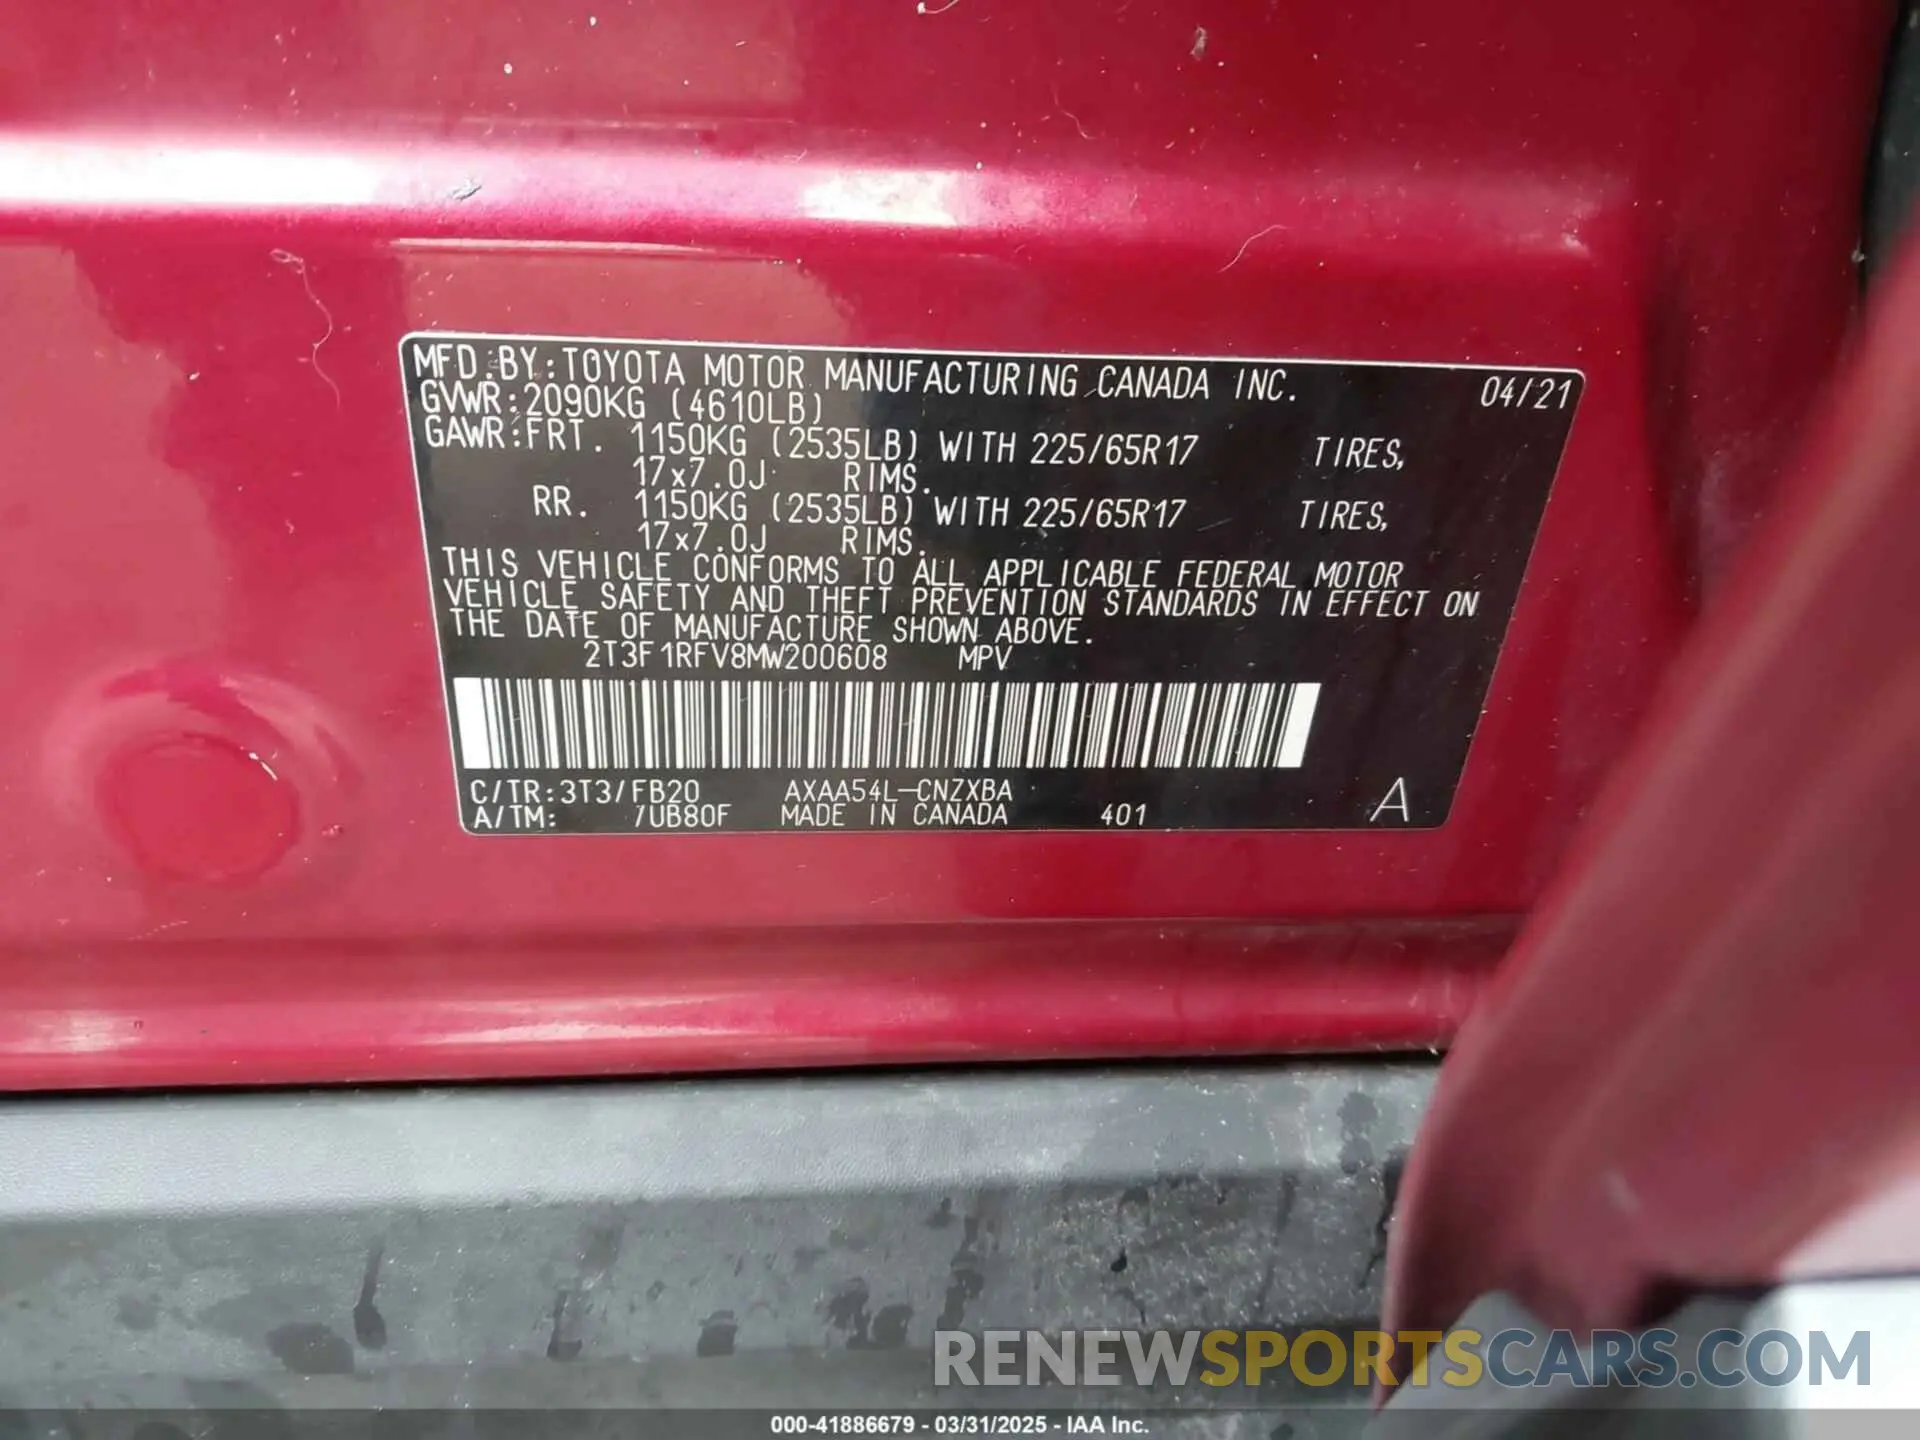 MFD.BY:TOYOTA MOTOR MANUFACTURING CANADA INC. 04/21
GVWR:2090KG (4610LB)
GAWR:FRT. 1150KG (2535LB) WITH 225/65R17 TIRES,
17x7.0J RIMS.
RR. 1150KG (2535LB) WITH 225/65R17 TIRES,
17x7.0J RIMS.
THIS VEHICLE CONFORMS TO ALL APPLICABLE FEDERAL MOTOR
VEHICLE SAFETY AND THEFT PREVENTION STANDARDS IN EFFECT ON
THE DATE OF MANUFACTURE SHOWN ABOVE.
2T3F1RFV8MW200608 MPV
C/TR:3T3/FB20 AXAA54L-CNZXBA
A/TM: 7UB80F MADE IN CANADA 401 A
RENEWSPORTSCARS.COM
000-41886679 - 03/31/2025 - IAA Inc.